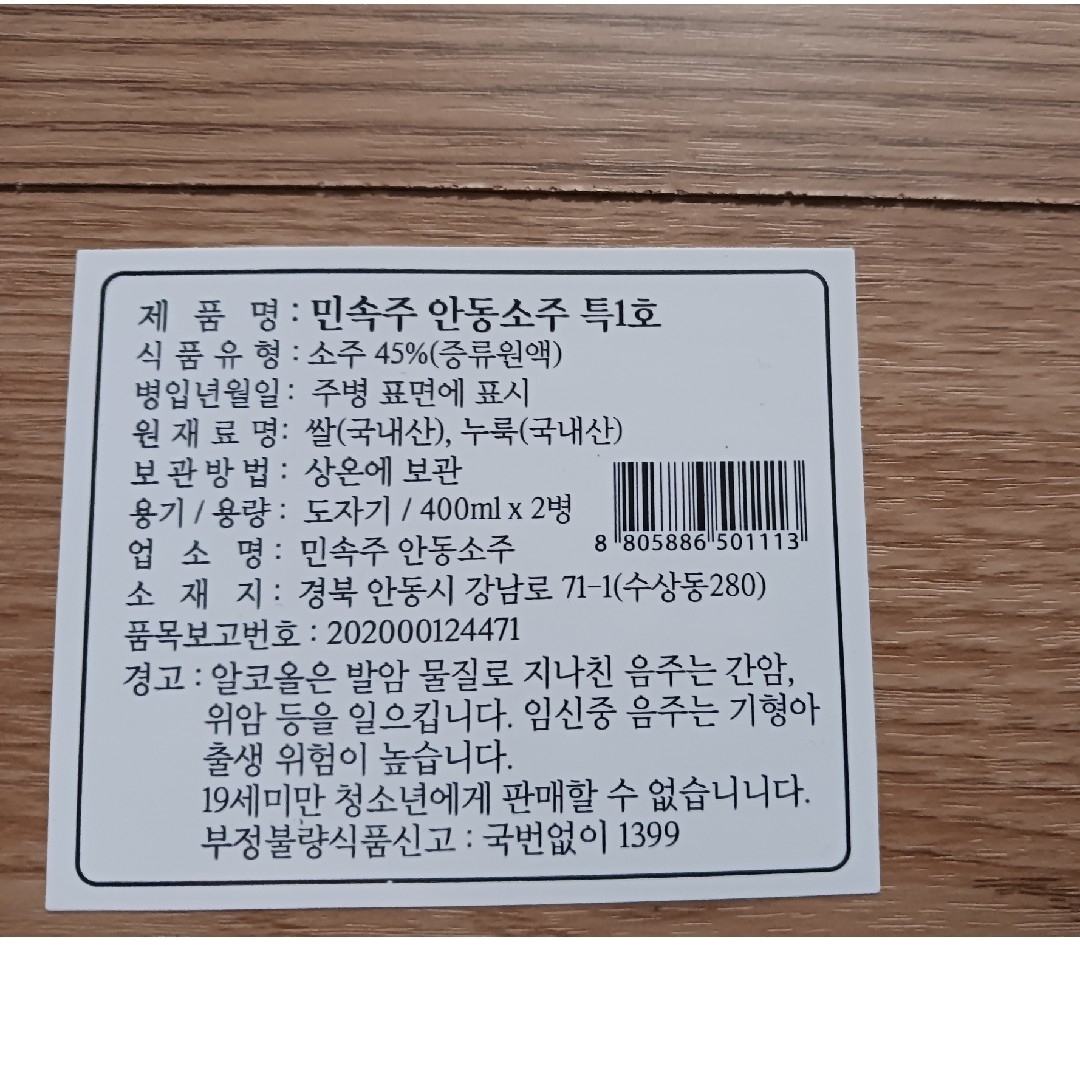 제 품 명 : 민속주 안동소주 특1호
식 품 유 형 : 소주 45%(증류원액)
병입년월일 : 주병 표면에 표시
원 재 료 명 : 쌀(국내산), 누룩(국내산)
보 관 방 법 : 상온에 보관
용기 / 용량 : 도자기 / 400ml x 2병
8 805886 501113
업 소 명 : 민속주 안동소주
소 재 지 : 경북 안동시 강남로 71-1(수상동280)
품목보고번호 : 202000124471
경고 : 알코올은 발암 물질로 지나친 음주는 간암,
위암 등을 일으킵니다. 임신중 음주는 기형아
출생 위험이 높습니다.
19세미만 청소년에게 판매할 수 없습니니다.
부정불량식품신고 : 국번없이 1399